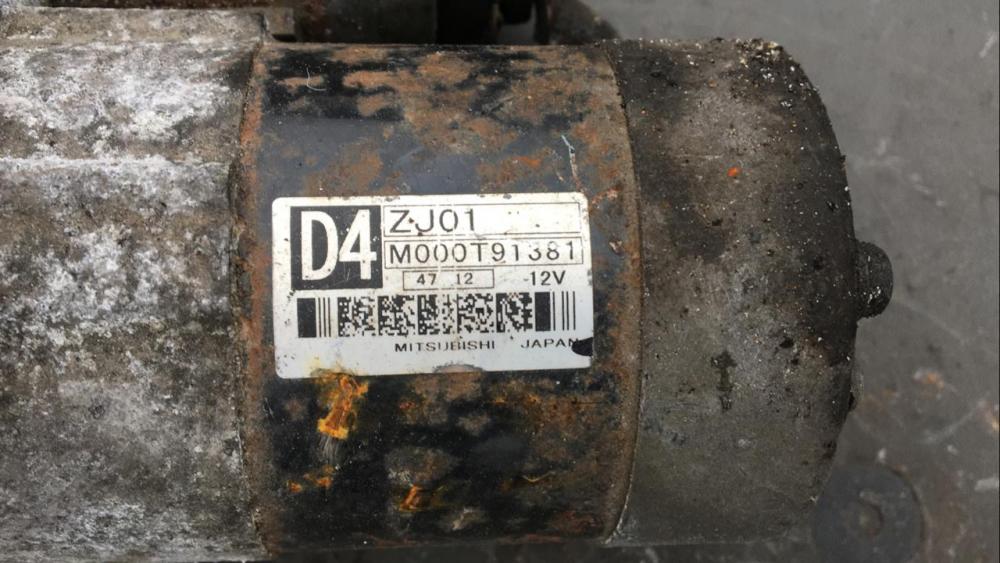 D4
ZJ01
M000T91381
47 12 -12V
MITSUBISHI JAPAN